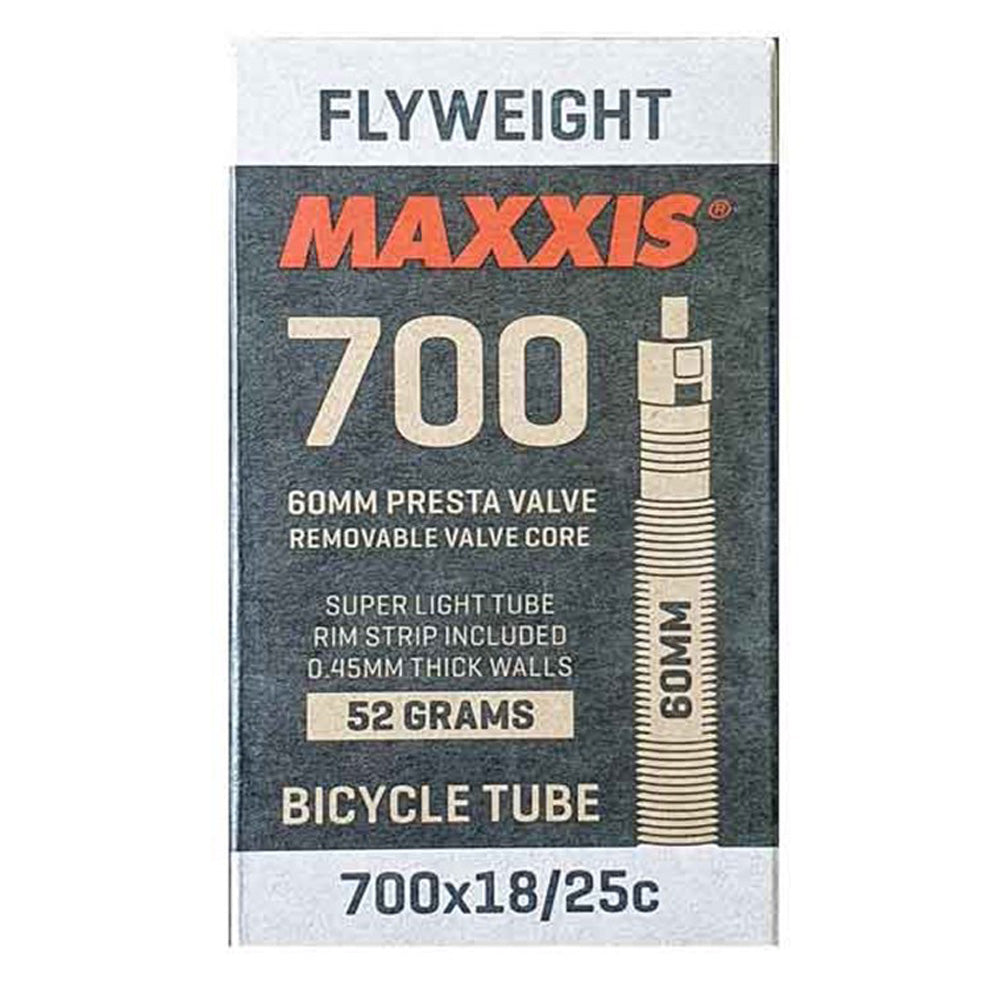 FLYWEIGHT
MAXXIS®
700
60MM PRESTA VALVE
REMOVABLE VALVE CORE
SUPER LIGHT TUBE
RIM STRIP INCLUDED
0.45MM THICK WALLS
52 GRAMS
60MM
BICYCLE TUBE
700x18/25c